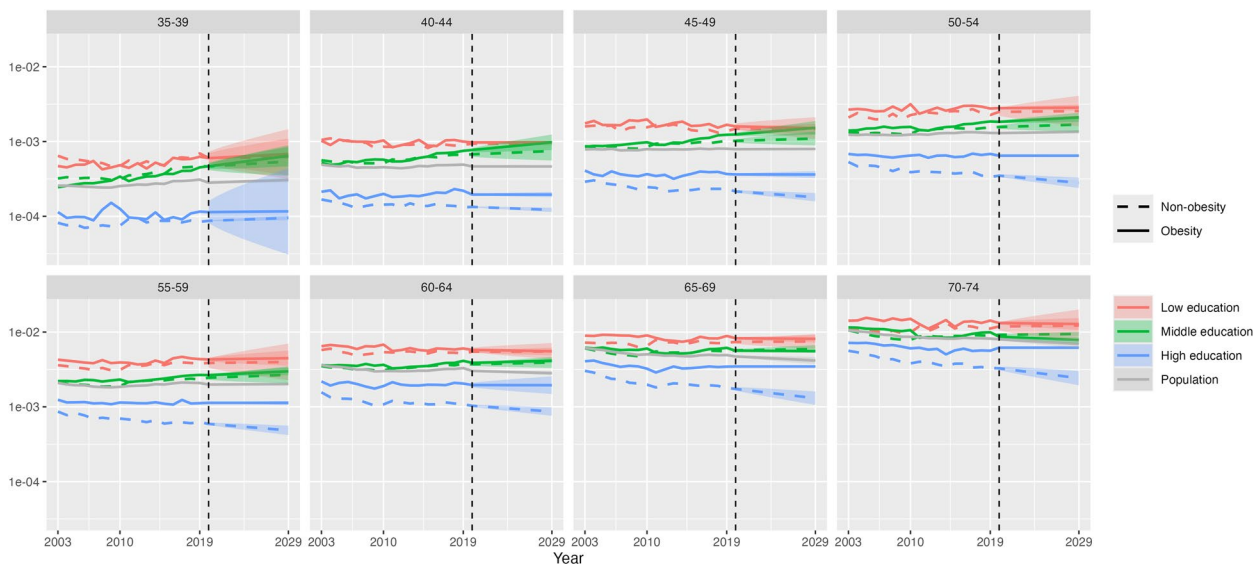 35-39 40-44 45-49 50-54
1e-02
1e-03
1e-04
55-59 60-64 65-69 70-74
1e-02
1e-03
1e-04
2003 2010 2019 2029 2003 2010 2019 2029 2003 2010 2019 2029 2003 2010 2019 2029
Year
Non-obesity
Obesity
Low education
Middle education
High education
Population